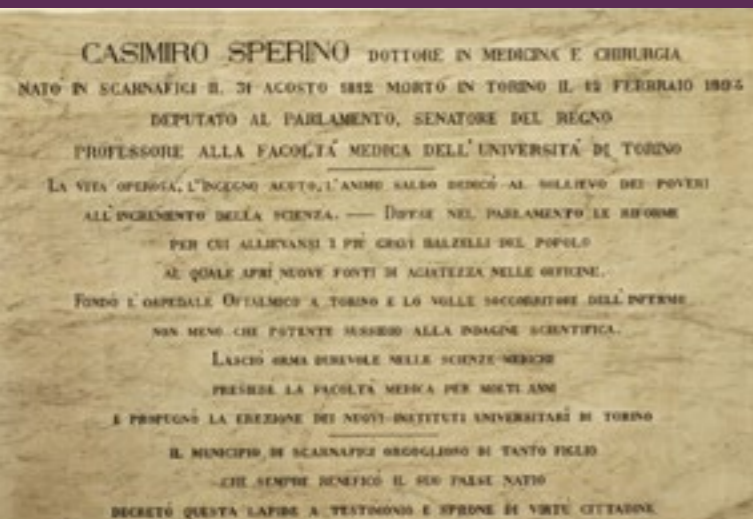 CASIMIRO SPERINO DOTTORE IN MEDICINA E CHIRURGIA
NATO IN SCARNAFIGI IL 31 AGOSTO 1812 MORTO IN TORINO IL 12 FEBBRAIO 1894
DEPUTATO AL PARLAMENTO, SENATORE DEL REGNO
PROFESSORE ALLA FACOLTÀ MEDICA DELL'UNIVERSITÀ DI TORINO
LA VITA OPEROSA, L'INGEGNO ACUTO, L'ANIMO SALDO DEDICÒ AL SOLLIEVO DEI POVERI
ALL'INCREMENTO DELLA SCIENZA. — DIFESE NEL PARLAMENTO LE RIFORME
PER CUI ALLIEVANSI I PIÙ GRAVI BALZELLI DEL POPOLO
AL QUALE APRÌ NUOVE FONTI DI AGIATEZZA NELLE OFFICINE.
FONDÒ L'OSPEDALE OFTALMICO A TORINO E LO VOLLE SOCCORRITORE DELL'INFERMO
NON MENO CHE POTENTE SUSSIDIO ALLA INDAGINE SCIENTIFICA.
LASCIÒ ORMA DUREVOLE NELLE SCIENZE MEDICHE
PRESIEDÉ LA FACOLTÀ MEDICA PER MOLTI ANNI
E PROPUGNÒ LA EREZIONE DEI NUOVI INSTITUTI UNIVERSITARI DI TORINO
IL MUNICIPIO DI SCARNAFIGI ORGOGLIOSO DI TANTO FIGLIO
CHE SEMPRE BENEFICÒ IL SUO PAESE NATIO
DECRETÒ QUESTA LAPIDE A TESTIMONIO E SPRONE DI VIRTÙ CITTADINE